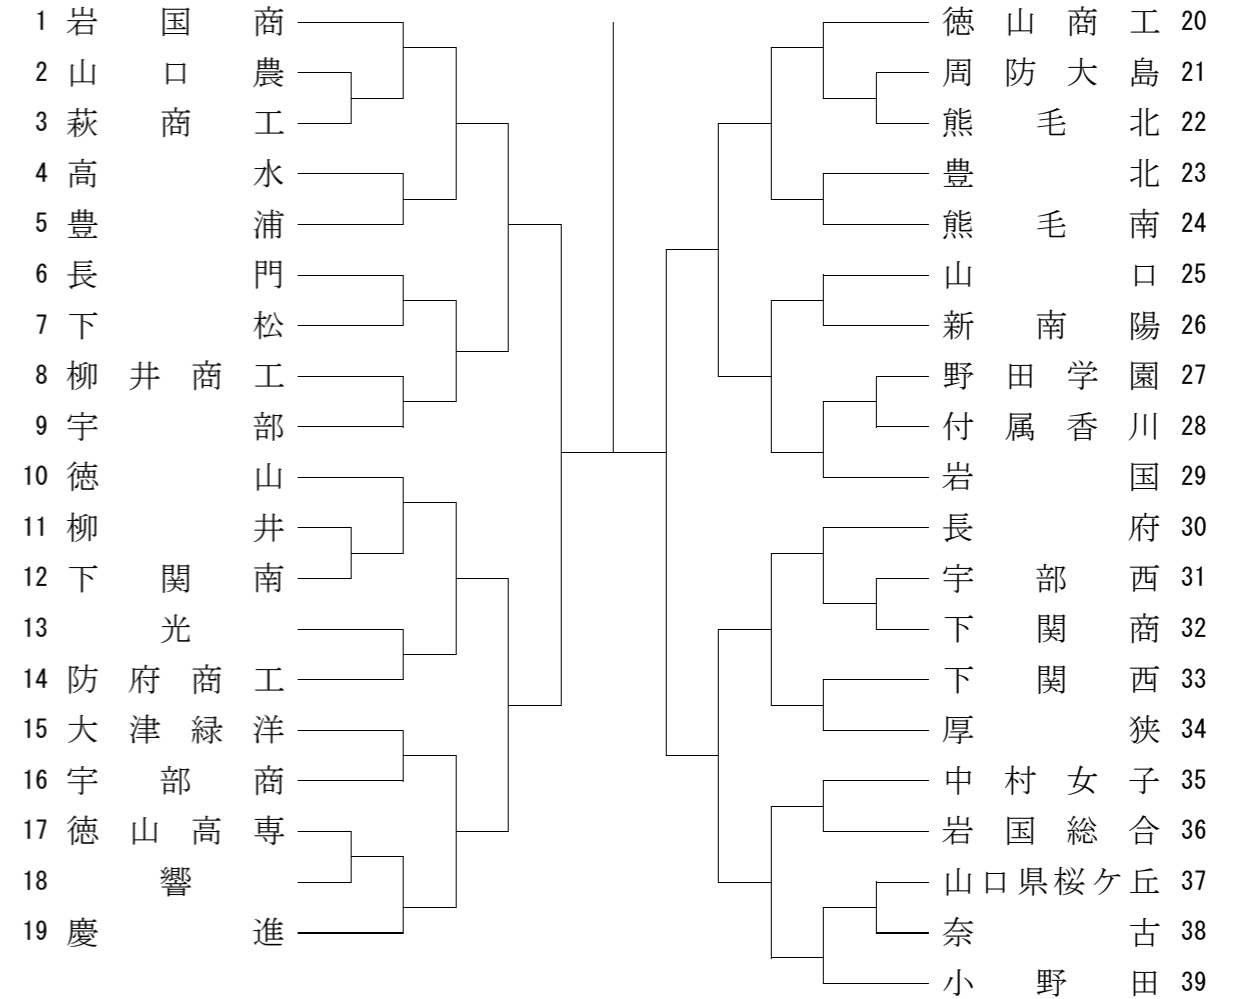 1 岩国商
2 山口農
3 萩商工
4 高水
5 豊浦
6 長門
7 下松
8 柳井商工
9 宇部
10 徳山
11 柳井
12 下関南
13 光
14 防府商工
15 大津緑洋
16 宇部商
17 徳山高専
18 響
19 慶進
徳山商工 20
周防大島 21
熊毛北 22
豊北 23
熊毛南 24
山口 25
新南陽 26
野田学園 27
付属香川 28
岩国 29
長府 30
宇部西 31
下関商 32
下関西 33
厚狭 34
中村女子 35
岩国総合 36
山口県桜ケ丘 37
奈古 38
小野田 39